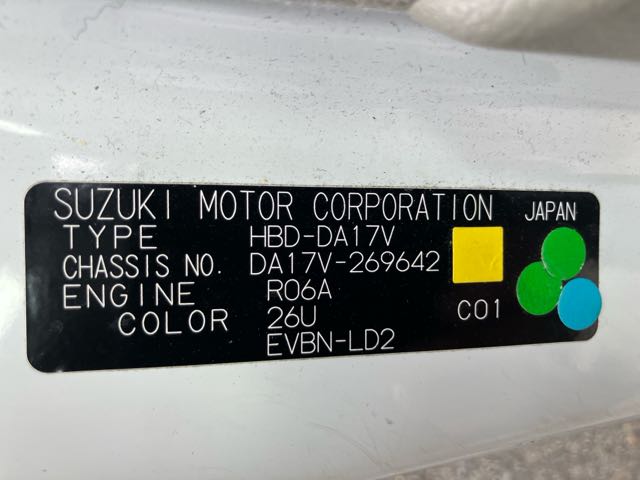 SUZUKI MOTOR CORPORATION JAPAN
TYPE HBD-DA17V
CHASSIS NO. DA17V-269642
ENGINE R06A
COLOR 26U C01
EVBN-LD2